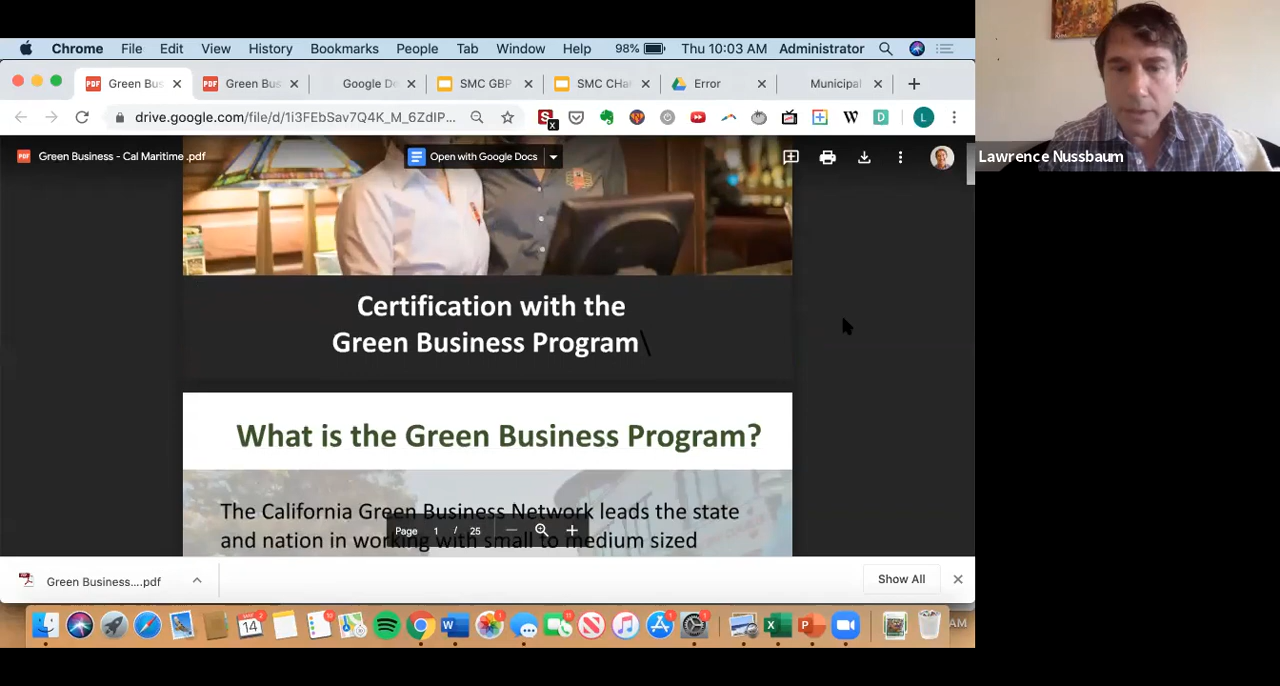 Chrome File Edit View History Bookmarks People Tab Window Help 98% Thu 10:03 AM Administrator
Green Bus Green Bus Google Do SMC GBP SMC CHa Error Municipal
drive.google.com/file/d/1i3FEbSav7Q4K_M_6ZdIP... S x W D L
PDF Green Business - Cal Maritime .pdf Open with Google Docs
Lawrence Nussbaum
Certification with the
Green Business Program\
What is the Green Business Program?
The California Green Business Network leads the state
and nation in working with small to medium sized
Page 1 / 25
Green Business....pdf Show All
14 W X P AM